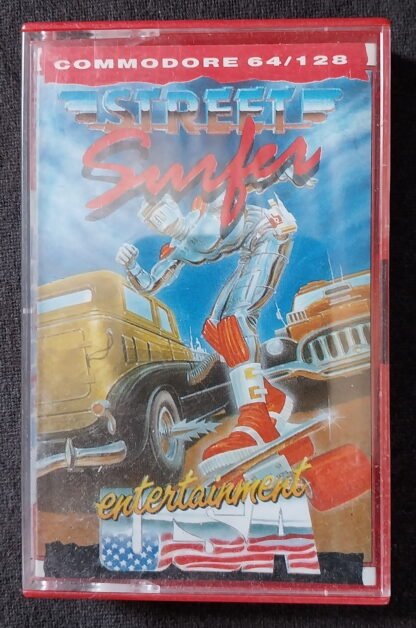 COMMODORE 64/128
STREET
Surfer
entertainment
USA